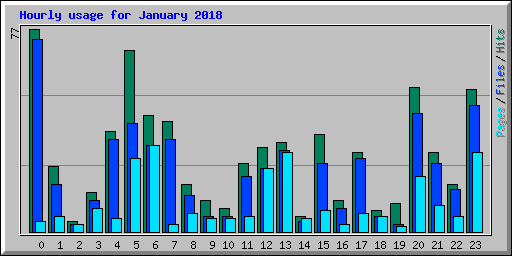 Hourly usage for January 2018
77
Pages/Files/Hits
0 1 2 3 4 5 6 7 8 9 10 11 12 13 14 15 16 17 18 19 20 21 22 23